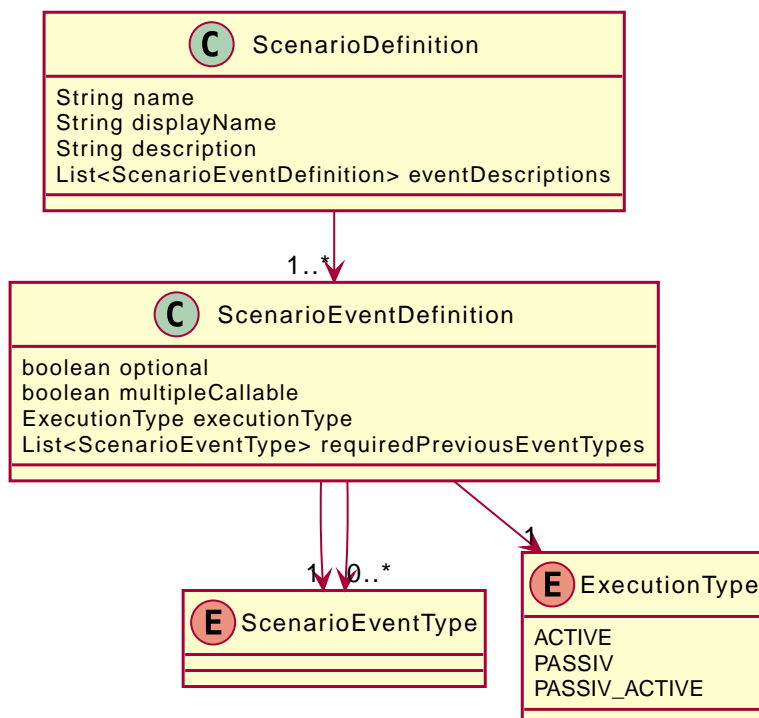 C ScenarioDefinition
String name
String displayName
String description
List<ScenarioEventDefinition> eventDescriptions
1..*
C ScenarioEventDefinition
boolean optional
boolean multipleCallable
ExecutionType executionType
List<ScenarioEventType> requiredPreviousEventTypes
1
1 0..*
E ExecutionType
E ScenarioEventType
ACTIVE
PASSIV
PASSIV_ACTIVE